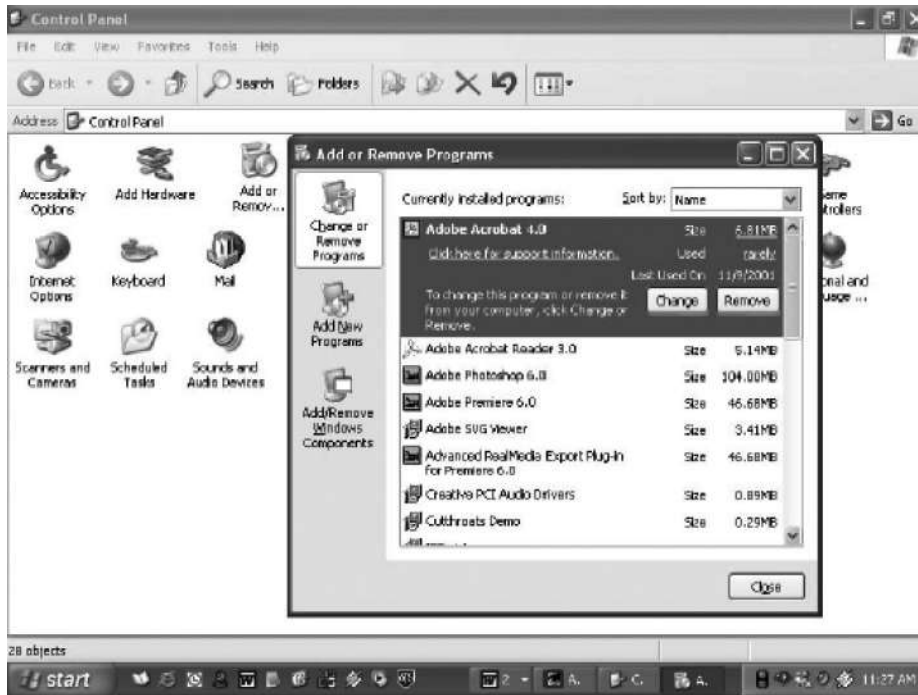 Control Panel
File Edit View Favorites Tools Help
Back Search Folders
Address Control Panel Go
Accessibility Options
Add Hardware
Add or Remov...
Internet Options
Keyboard
Mail
Scanners and Cameras
Scheduled Tasks
Sounds and Audio Devices
Add or Remove Programs
Change or Remove Programs
Add New Programs
Add/Remove Windows Components
Currently installed programs: Sort by: Name
Adobe Acrobat 4.0 Size 6.81MB
Click here for support information. Used rarely
Last Used On 11/9/2001
To change this program or remove it
from your computer, click Change or
Remove.
Change Remove
Adobe Acrobat Reader 3.0 Size 5.14MB
Adobe Photoshop 6.0 Size 104.00MB
Adobe Premiere 6.0 Size 46.68MB
Adobe SVG Viewer Size 3.41MB
Advanced RealMedia Export Plug-in
for Premiere 6.0 Size 46.68MB
Creative PCI Audio Drivers Size 0.89MB
Cutthroats Demo Size 0.29MB
Close
28 objects
start 2 A. C. A. 11:27 AM